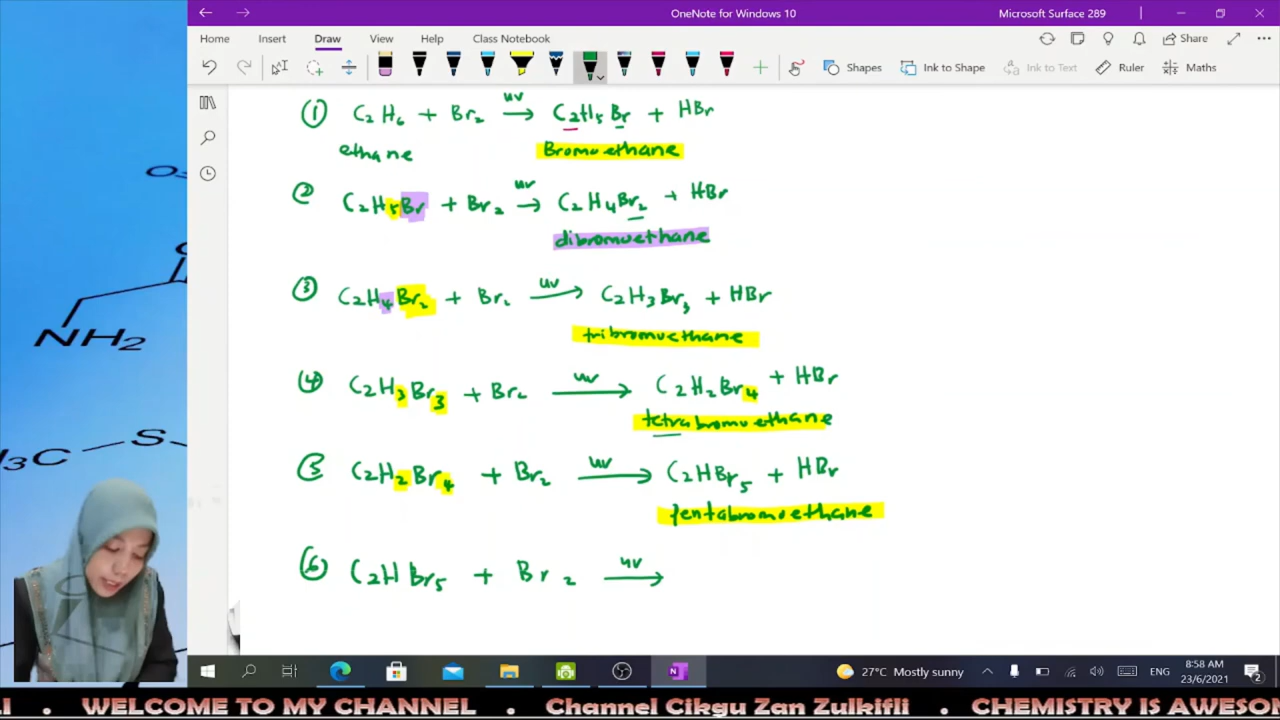 OneNote for Windows 10
Microsoft Surface 289
Home Insert Draw View Help Class Notebook Share
Shapes Ink to Shape Ink to Text Ruler Maths
① C₂H₆ + Br₂ uv → C₂H₅Br + HBr
ethane Bromoethane
② C₂H₅Br + Br₂ uv → C₂H₄Br₂ + HBr
dibromoethane
③ C₂H₄Br₂ + Br₂ uv → C₂H₃Br₃ + HBr
tribromoethane
④ C₂H₃Br₃ + Br₂ uv → C₂H₂Br₄ + HBr
tetrabromoethane
⑤ C₂H₂Br₄ + Br₂ uv → C₂HBr₅ + HBr
pentabromoethane
⑥ C₂HBr₅ + Br₂ uv →
NH₂
₃C S
27°C Mostly sunny ENG 8:58 AM
23/6/2021 2
LI . WELCOME TO MY CHANNEL . Channel Cikgu Zan Zulkifli . CHEMISTRY IS AWESO